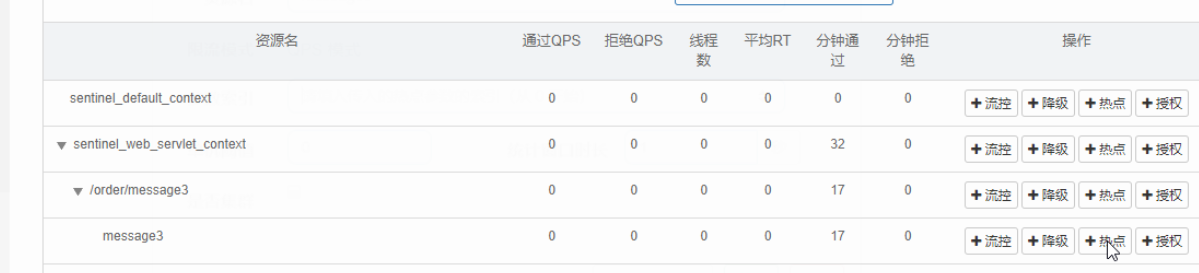 资源名 通过QPS 拒绝QPS 线程数 平均RT 分钟通过 分钟拒绝 操作
sentinel_default_context 0 0 0 0 0 0 流控 降级 热点 授权
sentinel_web_servlet_context 0 0 0 0 32 0 流控 降级 热点 授权
/order/message3 0 0 0 0 17 0 流控 降级 热点 授权
message3 0 0 0 0 17 0 流控 降级 热点 授权